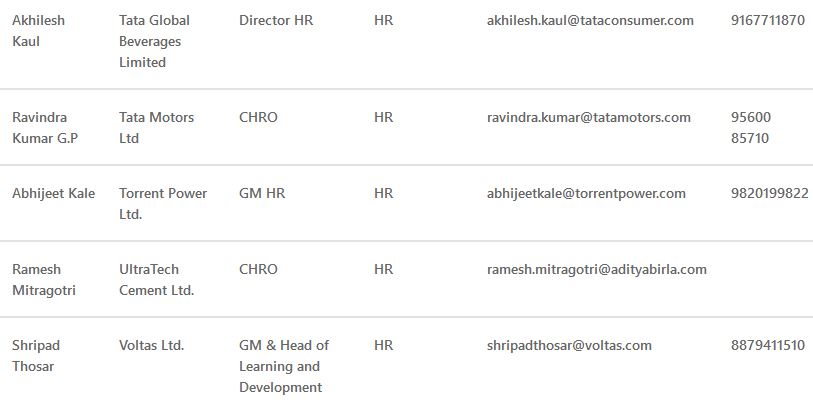 Akhilesh Kaul Tata Global Beverages Limited Director HR HR akhilesh.kaul@tataconsumer.com 9167711870
Ravindra Kumar G.P Tata Motors Ltd CHRO HR ravindra.kumar@tatamotors.com 95600 85710
Abhijeet Kale Torrent Power Ltd. GM HR HR abhijeetkale@torrentpower.com 9820199822
Ramesh Mitragotri UltraTech Cement Ltd. CHRO HR ramesh.mitragotri@adityabirla.com
Shripad Thosar Voltas Ltd. GM & Head of Learning and Development HR shripadthosar@voltas.com 8879411510